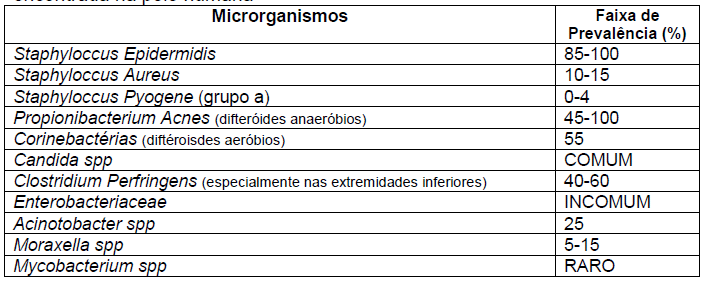 encontrada na pele humana
Microrganismos Faixa de Prevalência (%)
Staphyloccus Epidermidis 85-100
Staphyloccus Aureus 10-15
Staphyloccus Pyogene (grupo a) 0-4
Propionibacterium Acnes (difteróides anaeróbios) 45-100
Corinebactérias (diftéroisdes aeróbios) 55
Candida spp COMUM
Clostridium Perfringens (especialmente nas extremidades inferiores) 40-60
Enterobacteriaceae INCOMUM
Acinotobacter spp 25
Moraxella spp 5-15
Mycobacterium spp RARO